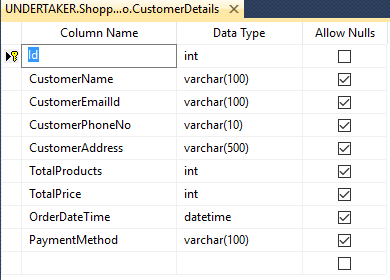 UNDERTAKER.Shopp...o.CustomerDetails
Column Name Data Type Allow Nulls
Id int
CustomerName varchar(100)
CustomerEmailId varchar(100)
CustomerPhoneNo varchar(10)
CustomerAddress varchar(500)
TotalProducts int
TotalPrice int
OrderDateTime datetime
PaymentMethod varchar(100)